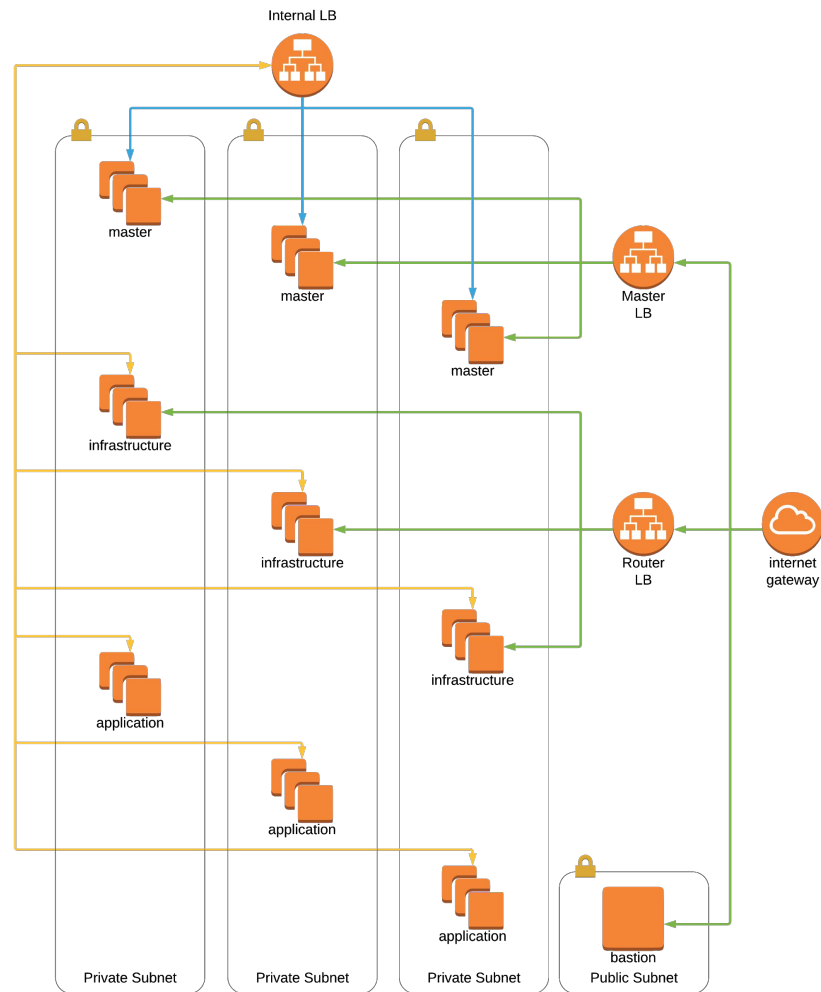 Internal LB
master
master
Master
LB
master
infrastructure
infrastructure
Router
LB
internet
gateway
infrastructure
application
application
application
bastion
Private Subnet
Private Subnet
Private Subnet
Public Subnet